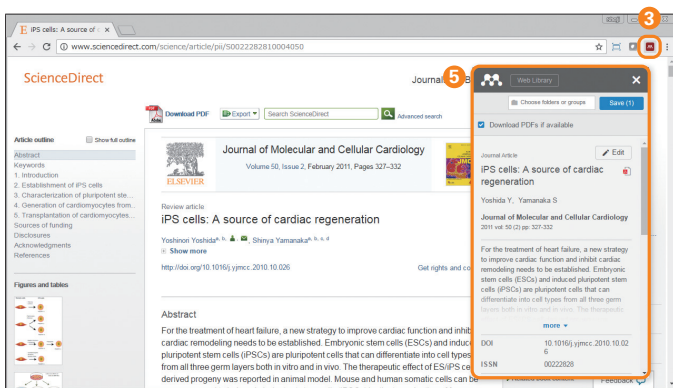 3
iPS cells: A source of c
www.sciencedirect.com/science/article/pii/S0022282810004050
ScienceDirect
Journal
B
5
Web Library
Choose folders or groups
Save (1)
Download PDFs if available
Download PDF
Export
Search ScienceDirect
Advanced search
Article outline
Show full outline
Abstract
Keywords
1. Introduction
2. Establishment of iPS cells
3. Characterization of pluripotent ste...
4. Generation of cardiomyocytes from...
5. Transplantation of cardiomyocytes...
Sources of funding
Disclosures
Acknowledgments
References
Figures and tables
ELSEVIER
Journal of Molecular and Cellular Cardiology
Volume 50, Issue 2, February 2011, Pages 327–332
JMC
Review article
iPS cells: A source of cardiac regeneration
Yoshinori Yoshida a, b, , Shinya Yamanaka a, b, c, d
Show more
http://doi.org/10.1016/j.yjmcc.2010.10.026
Get rights and co
Abstract
For the treatment of heart failure, a new strategy to improve cardiac function and inhib
cardiac remodeling needs to be established. Embryonic stem cells (ESCs) and induc
pluripotent stem cells (iPSCs) are pluripotent cells that can differentiate into cell types
from all three germ layers both in vitro and in vivo. The therapeutic effect of ES/iPS ce
derived progeny was reported in animal model. Mouse and human somatic cells can be
Journal Article
Edit
iPS cells: A source of cardiac
regeneration
Yoshida Y, Yamanaka S
Journal of Molecular and Cellular Cardiology
2011 vol: 50 (2) pp: 327-332
For the treatment of heart failure, a new strategy
to improve cardiac function and inhibit cardiac
remodeling needs to be established. Embryonic
stem cells (ESCs) and induced pluripotent stem
cells (iPSCs) are pluripotent cells that can
differentiate into cell types from all three germ
layers both in vitro and in vivo. The therapeutic
more
DOI
10.1016/j.yjmcc.2010.10.02
6
ISSN
00222828
Feedback